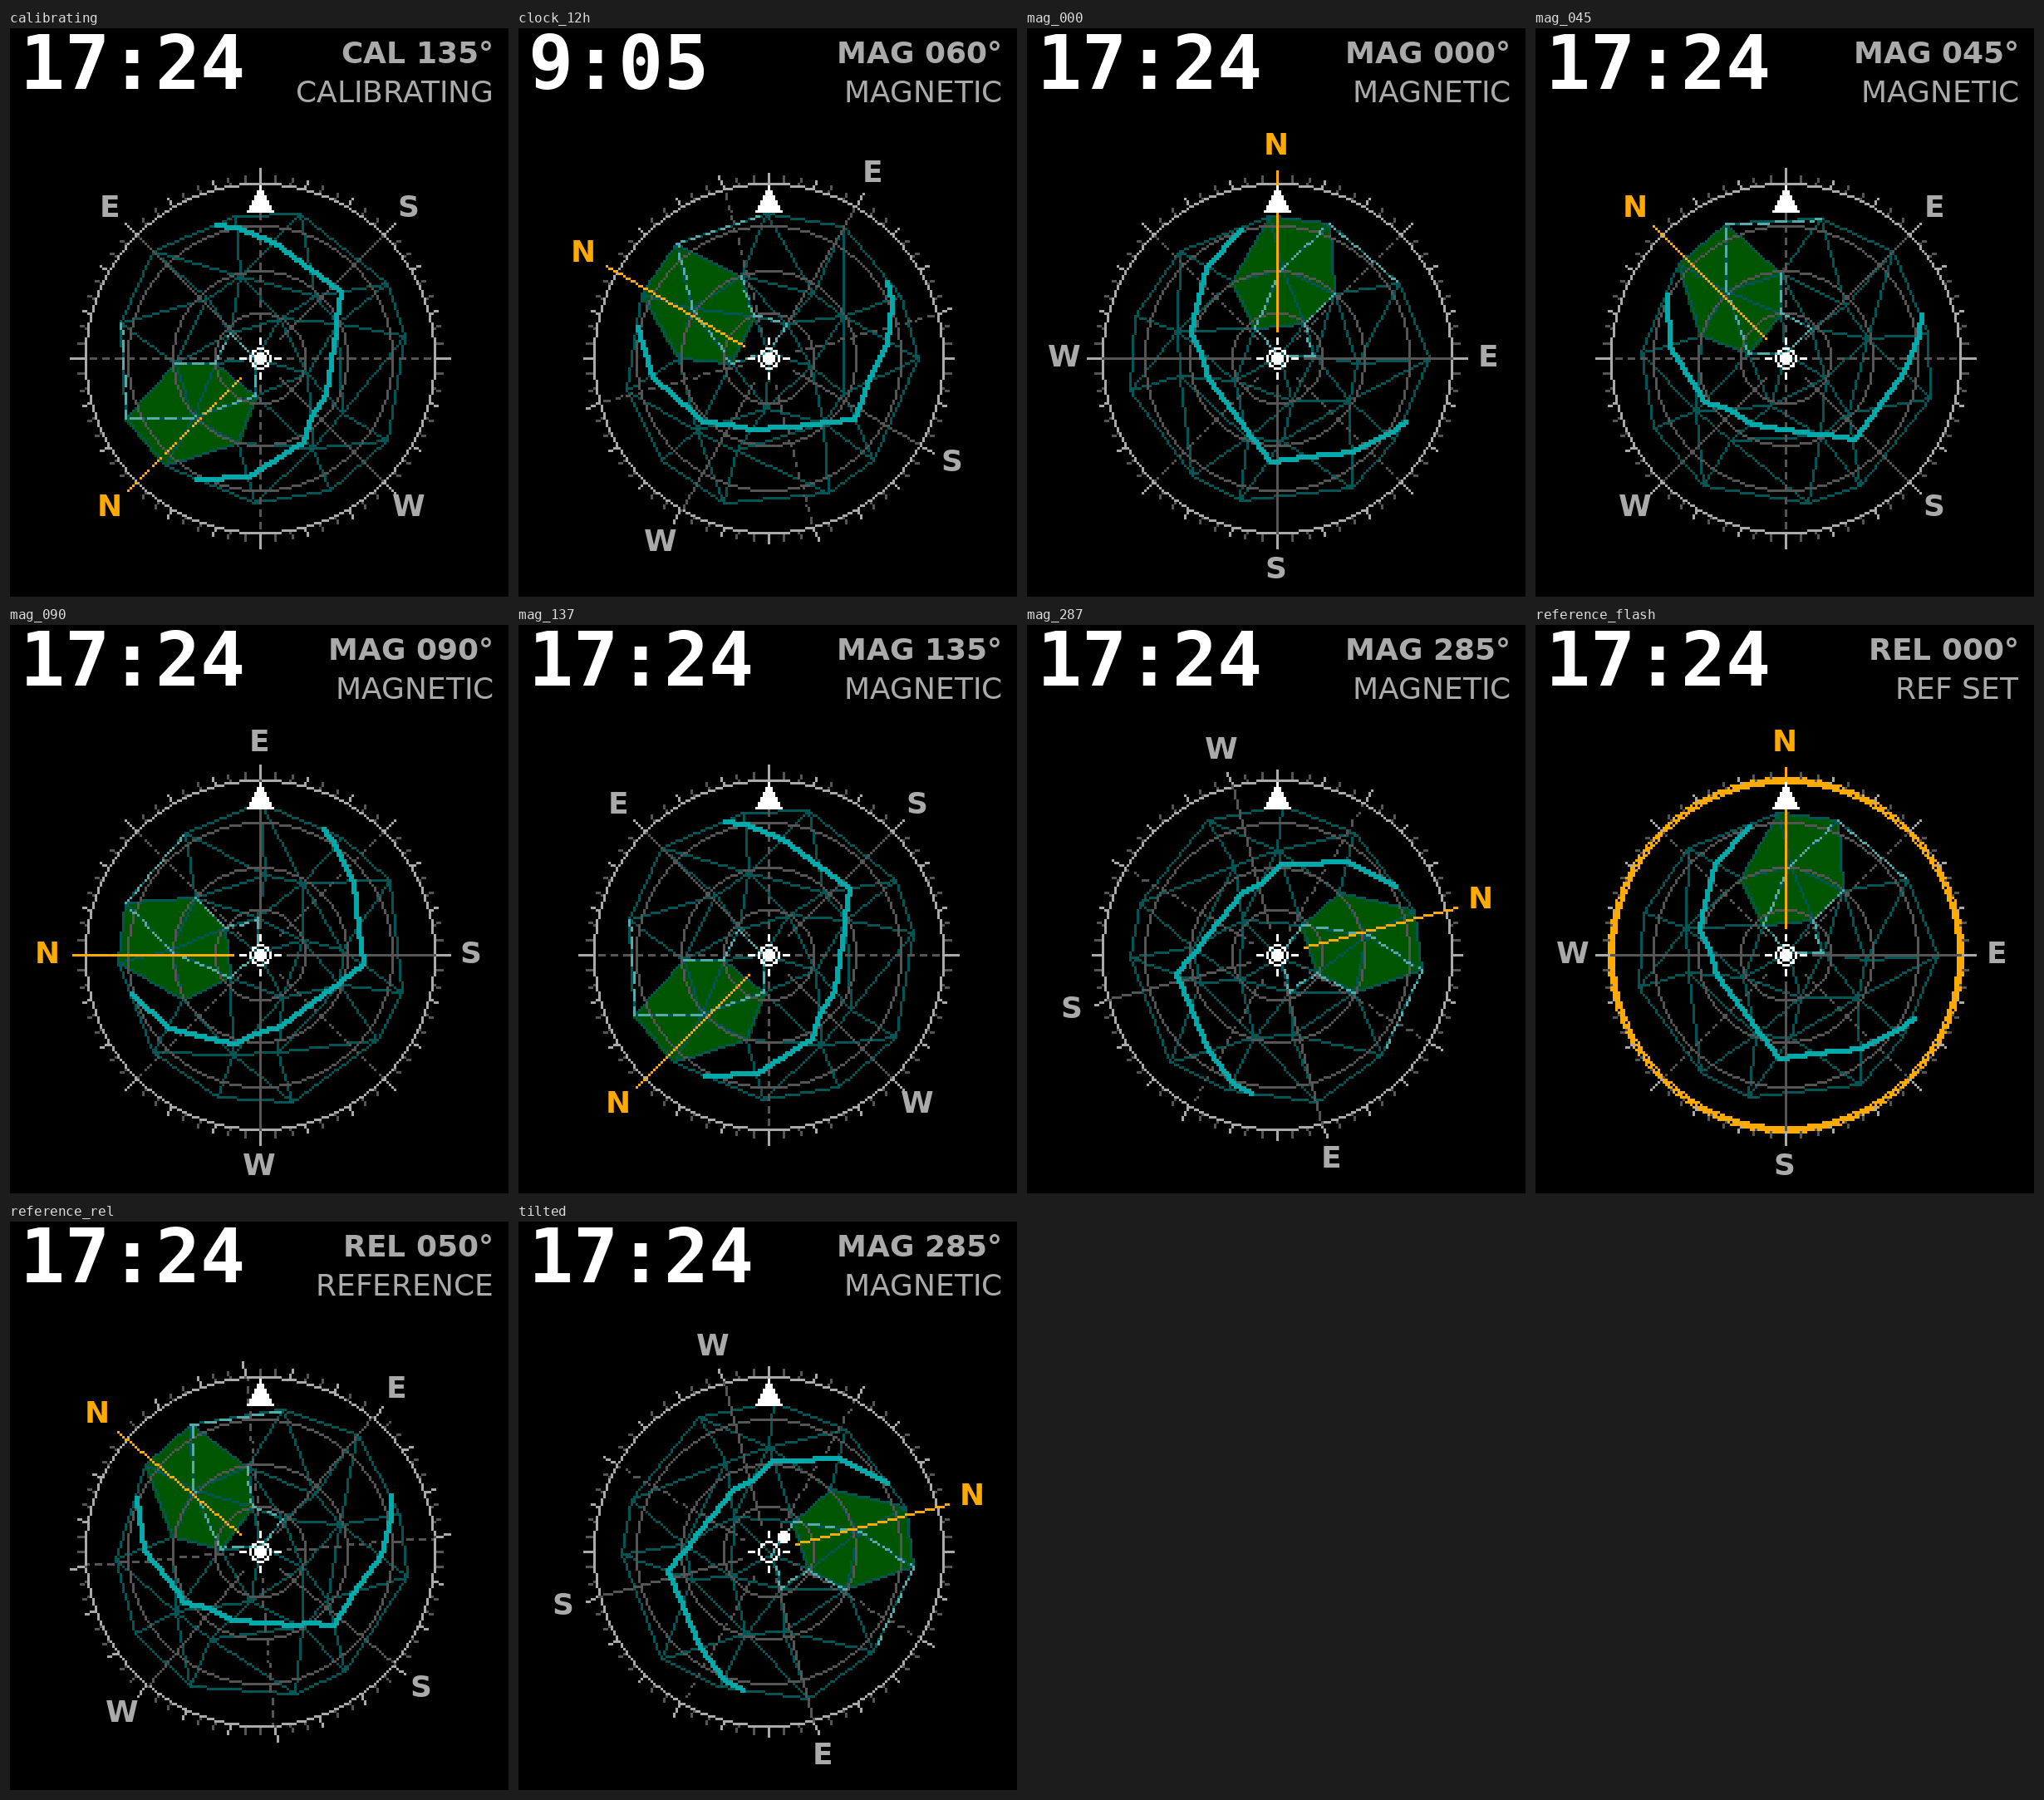 calibrating
17:24
CAL 135°
CALIBRATING
E
S
N
W
clock_12h
9:05
MAG 060°
MAGNETIC
E
N
S
W
mag_000
17:24
MAG 000°
MAGNETIC
N
W
E
S
mag_045
17:24
MAG 045°
MAGNETIC
N
E
W
S
mag_090
17:24
MAG 090°
MAGNETIC
E
N
S
W
mag_137
17:24
MAG 135°
MAGNETIC
E
S
N
W
mag_287
17:24
MAG 285°
MAGNETIC
W
N
S
E
reference_flash
17:24
REL 000°
REF SET
N
W
E
S
reference_rel
17:24
REL 050°
REFERENCE
E
N
S
W
tilted
17:24
MAG 285°
MAGNETIC
W
N
S
E